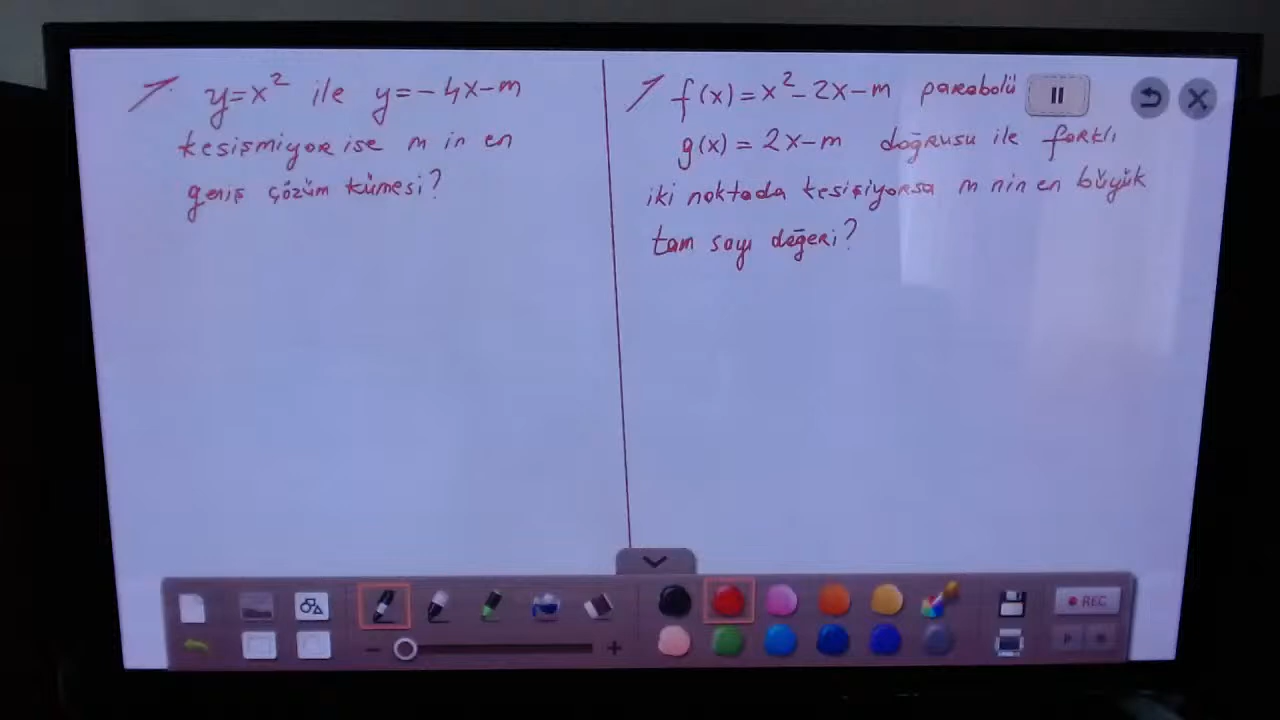 y=x² ile y=-4x-m
kesişmiyor ise m in en
geniş çözüm kümesi?
f(x)=x²-2x-m parabolü
g(x)=2x-m doğrusu ile farklı
iki noktada kesişiyorsa m nin en büyük
tam sayı değeri?
REC